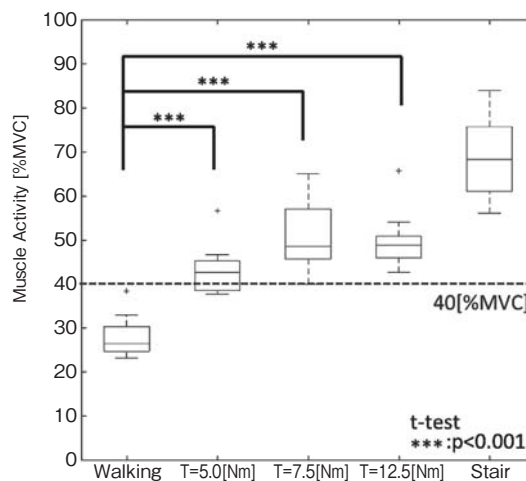 Muscle Activity [%MVC]
100
90
80
70
60
50
40
30
20
10
0
***
***
***
40[%MVC]
t-test
***:p<0.001
Walking T=5.0[Nm] T=7.5[Nm] T=12.5[Nm] Stair